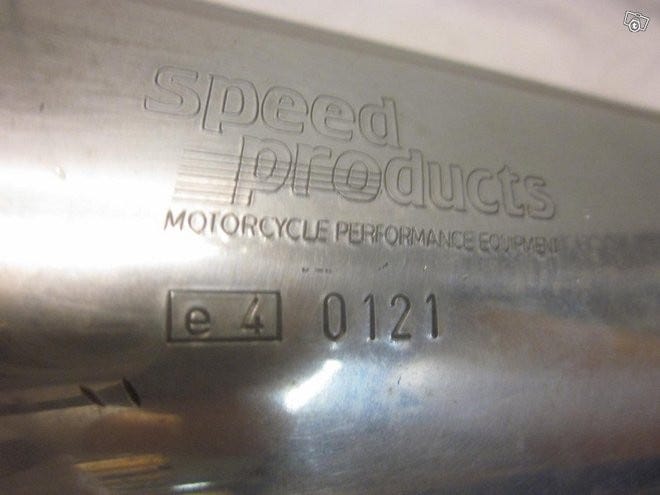 speed
products
MOTORCYCLE PERFORMANCE EQUIPMENT
e 4 0121